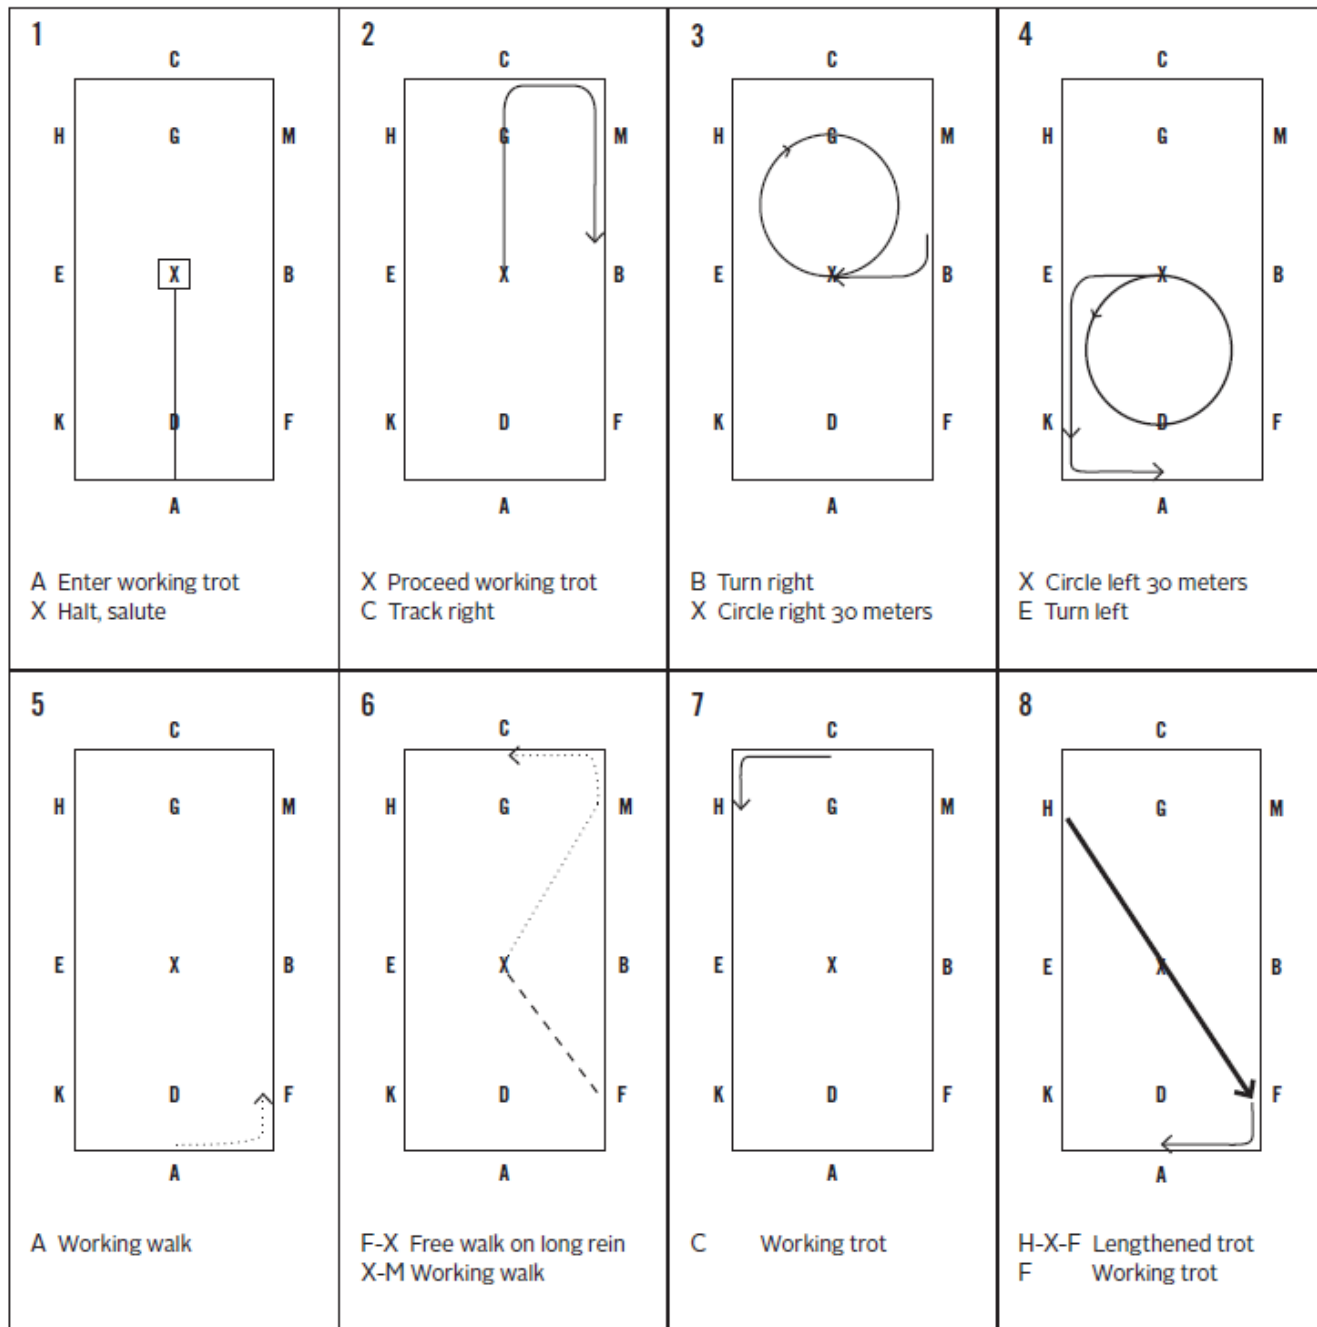 1
C
H G M
E X B
K D F
A
A Enter working trot
X Halt, salute
2
C
H G M
E X B
K D F
A
X Proceed working trot
C Track right
3
C
H G M
E X B
K D F
A
B Turn right
X Circle right 30 meters
4
C
H G M
E X B
K D F
A
X Circle left 30 meters
E Turn left
5
C
H G M
E X B
K D F
A
A Working walk
6
C
H G M
E X B
K D F
A
F-X Free walk on long rein
X-M Working walk
7
C
H G M
E X B
K D F
A
C Working trot
8
C
H G M
E X B
K D F
A
H-X-F Lengthened trot
F Working trot